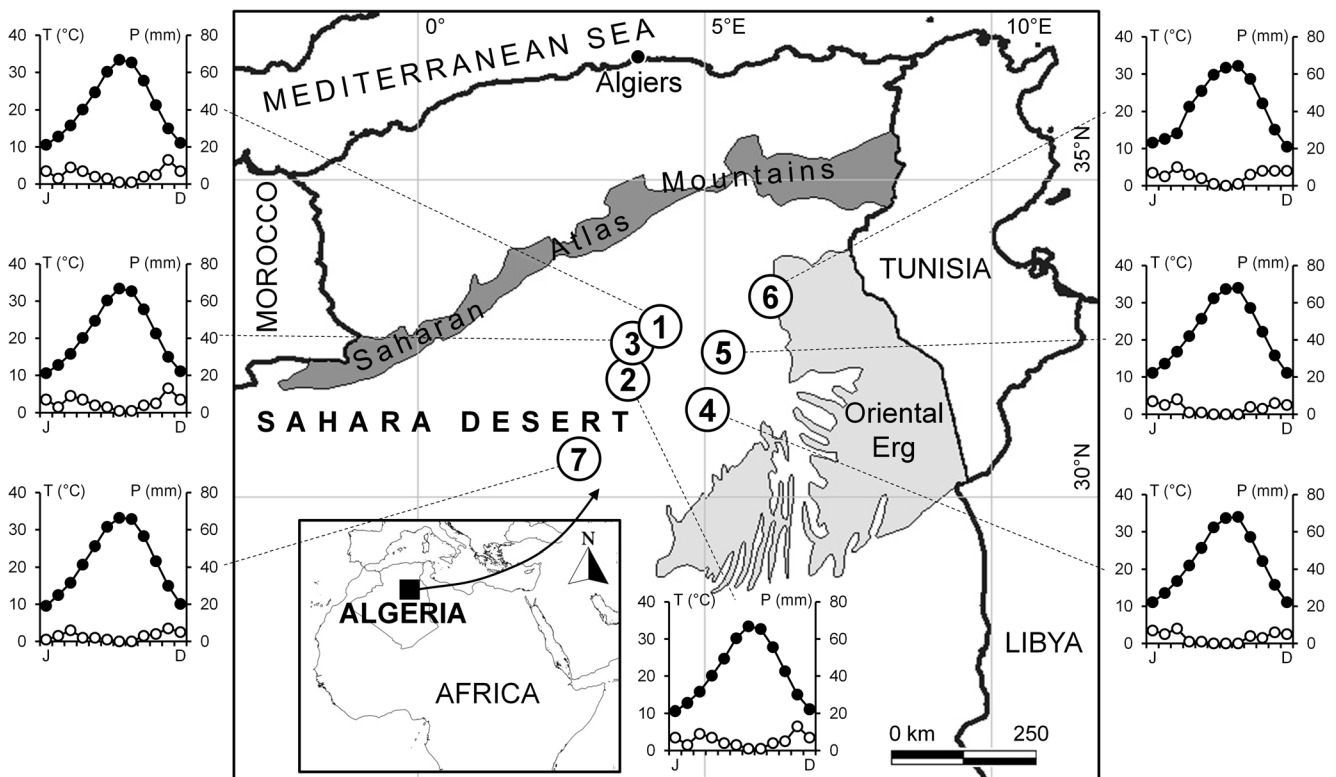 T (°C) P (mm)
40 80
30 60
20 40
10 20
0 0
J D
T (°C) P (mm)
40 80
30 60
20 40
10 20
0 0
J D
T (°C) P (mm)
40 80
30 60
20 40
10 20
0 0
J D
0° 5°E 10°E
MEDITERRANEAN SEA
Algiers
35°N
MOROCCO
Saharan Atlas Mountains
TUNISIA
6
1
3
5
2
4
SAHARA DESERT
Oriental
Erg
7
30°N
N
ALGERIA
AFRICA
LIBYA
0 km 250
T (°C) P (mm)
40 80
30 60
20 40
10 20
0 0
J D
T (°C) P (mm)
40 80
30 60
20 40
10 20
0 0
J D
T (°C) P (mm)
40 80
30 60
20 40
10 20
0 0
J D
T (°C) P (mm)
40 80
30 60
20 40
10 20
0 0
J D